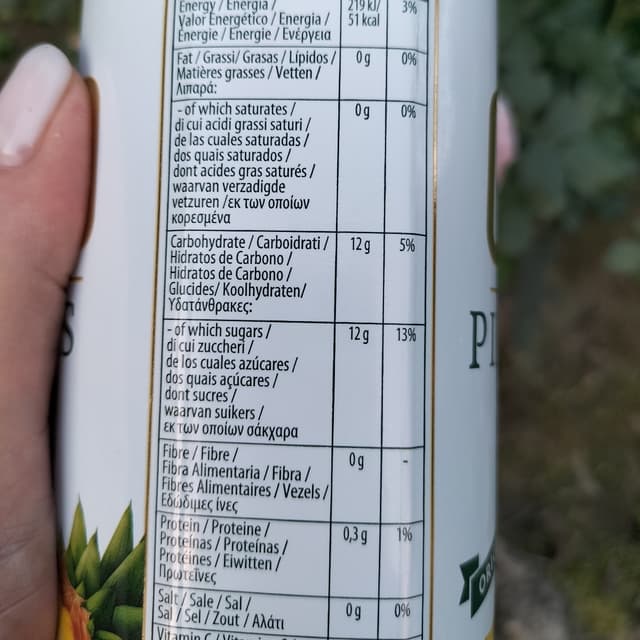 Energy / Energia / 219 kJ/ 3%
Valor Energético / Energia / 51 kcal
Énergie / Energie / Ενέργεια
Fat / Grassi/ Grasas / Lípidos / 0 g 0%
Matières grasses / Vetten /
Λιπαρά:
- of which saturates / 0 g 0%
di cui acidi grassi saturi /
de las cuales saturadas /
dos quais saturados /
dont acides gras saturés /
waarvan verzadigde
vetzuren /εκ των οποίων
κορεσμένα
Carbohydrate / Carboidrati / 12 g 5%
Hidratos de Carbono /
Hidratos de Carbono /
Glucides/ Koolhydraten/
Υδατάνθρακες:
- of which sugars / 12 g 13%
di cui zuccheri /
de los cuales azúcares /
dos quais açúcares /
dont sucres /
waarvan suikers /
εκ των οποίων σάκχαρα
Fibre / Fibre / 0 g -
Fibra Alimentaria / Fibra /
Fibres Alimentaires / Vezels /
Εδώδιμες ίνες
Protein / Proteine / 0,3 g 1%
Proteínas / Proteínas /
Protéines / Eiwitten /
Πρωτεΐνες
Salt / Sale / Sal / 0 g 0%
Sal / Sel / Zout / Αλάτι
Vitamin C /
S